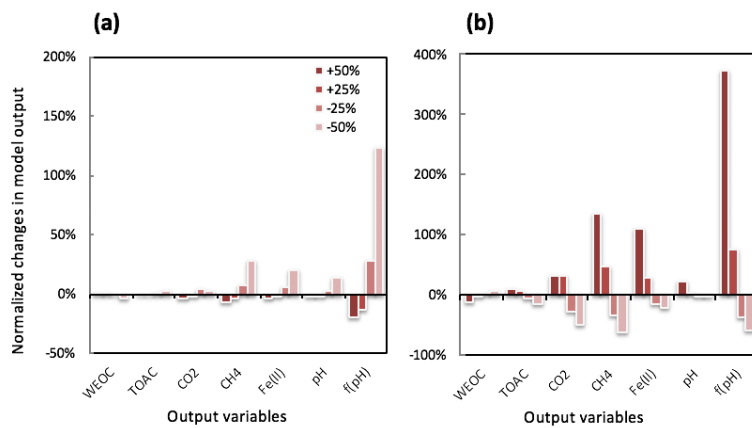 (a)
Normalized changes in model output
200%
150%
100%
50%
0%
-50%
+50%
+25%
-25%
-50%
WEOC
TOAC
CO2
CH4
Fe(II)
pH
f(pH)
Output variables
(b)
400%
300%
200%
100%
0%
-100%
WEOC
TOAC
CO2
CH4
Fe(II)
pH
f(pH)
Output variables